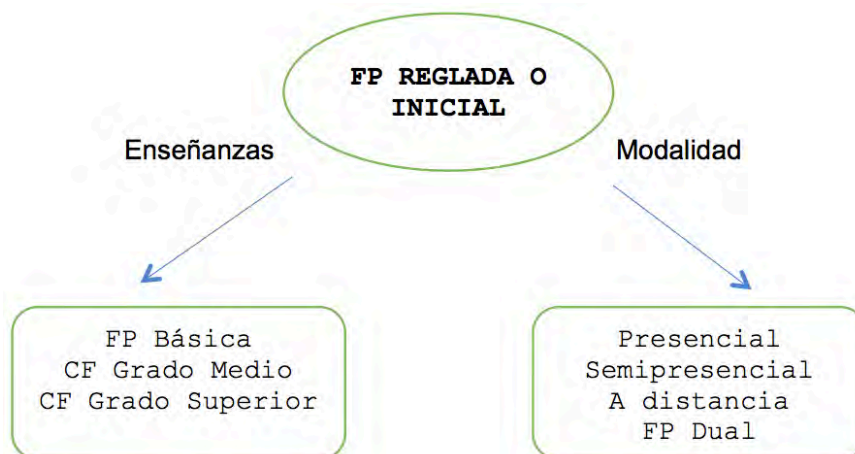 FP REGLADA O
INICIAL
Enseñanzas
Modalidad
FP Básica
CF Grado Medio
CF Grado Superior
Presencial
Semipresencial
A distancia
FP Dual